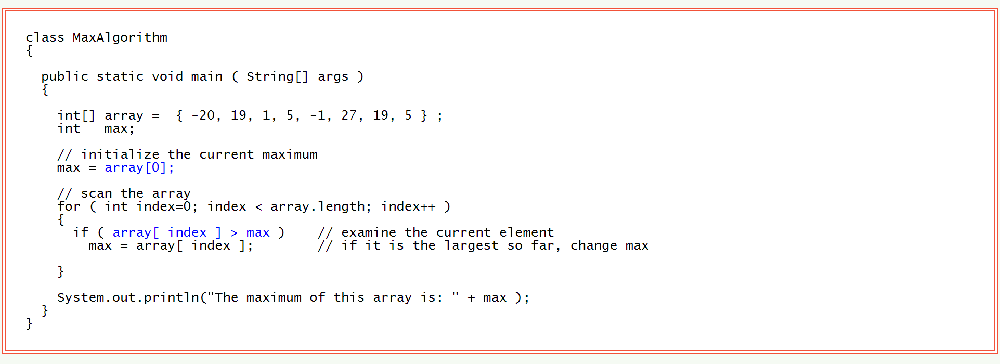 class MaxAlgorithm
{
  public static void main ( String[] args )
  {
    int[] array =  { -20, 19, 1, 5, -1, 27, 19, 5 } ;
    int   max;
    // initialize the current maximum
    max = array[0];
    // scan the array
    for ( int index=0; index < array.length; index++ )
    {
      if ( array[ index ] > max )    // examine the current element
        max = array[ index ];        // if it is the largest so far, change max
    }
    System.out.println("The maximum of this array is: " + max );
  }
}